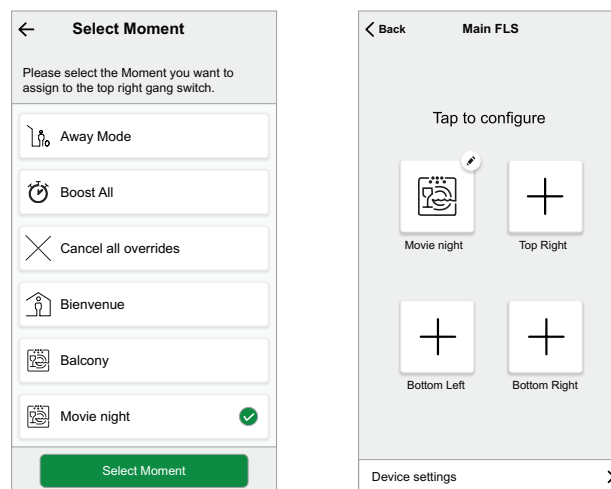 Select Moment
Please select the Moment you want to
assign to the top right gang switch.
Away Mode
Boost All
Cancel all overrides
Bienvenue
Balcony
Movie night
Select Moment
Back
Main FLS
Tap to configure
Movie night
Top Right
Bottom Left
Bottom Right
Device settings